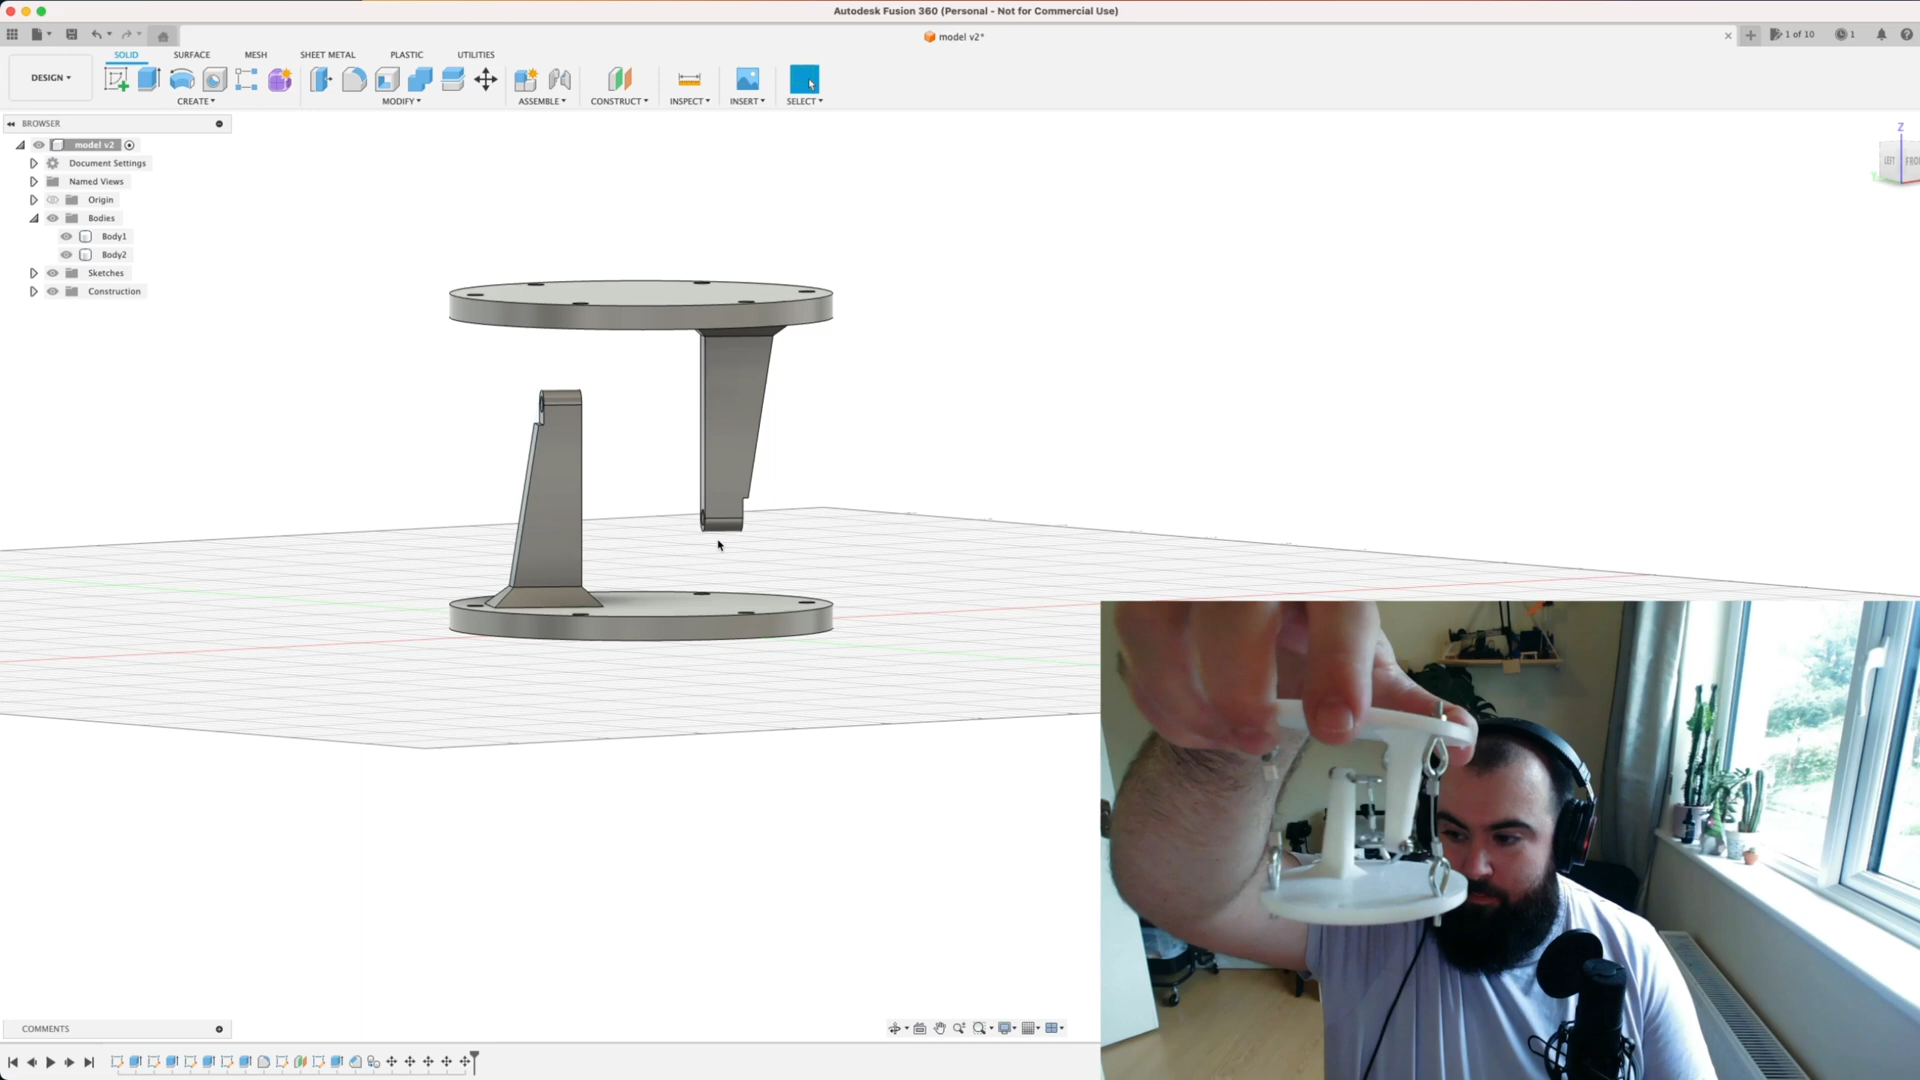 Autodesk Fusion 360 (Personal - Not for Commercial Use)
model v2*
1 of 10
1
SOLID SURFACE MESH SHEET METAL PLASTIC UTILITIES
DESIGN
CREATE MODIFY ASSEMBLE CONSTRUCT INSPECT INSERT SELECT
BROWSER
model v2
Document Settings
Named Views
Origin
Bodies
Body1
Body2
Sketches
Construction
Z
LEFT
COMMENTS